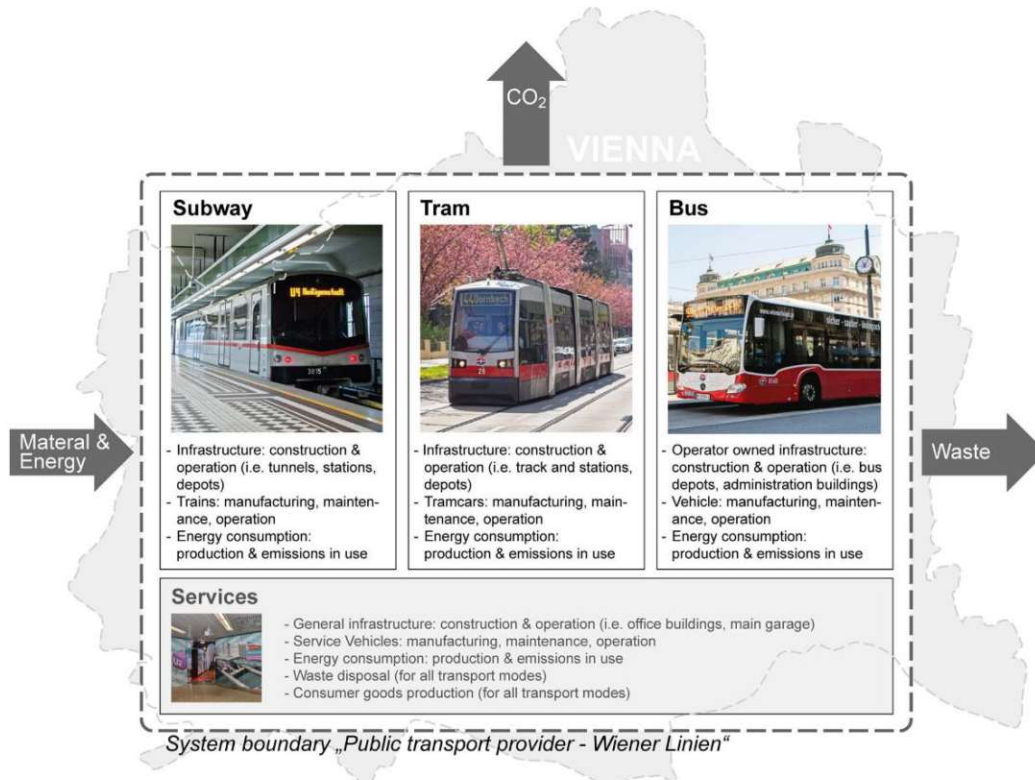 CO₂
VIENNA
Subway
Tram
Bus
U4 Heiligenstadt
3815
44 Dornbach
28
Materal &
Energy
Waste
- Infrastructure: construction &
operation (i.e. tunnels, stations,
depots)
- Trains: manufacturing, mainten-
ance, operation
- Energy consumption:
production & emissions in use
- Infrastructure: construction &
operation (i.e. track and stations,
depots)
- Tramcars: manufacturing, main-
tenance, operation
- Energy consumption:
production & emissions in use
- Operator owned infrastructure:
construction & operation (i.e. bus
depots, administration buildings)
- Vehicle: manufacturing, mainten-
ance, operation
- Energy consumption:
production & emissions in use
Services
- General infrastructure: construction & operation (i.e. office buildings, main garage)
- Service Vehicles: manufacturing, maintenance, operation
- Energy consumption: production & emissions in use
- Waste disposal (for all transport modes)
- Consumer goods production (for all transport modes)
System boundary „Public transport provider - Wiener Linien“